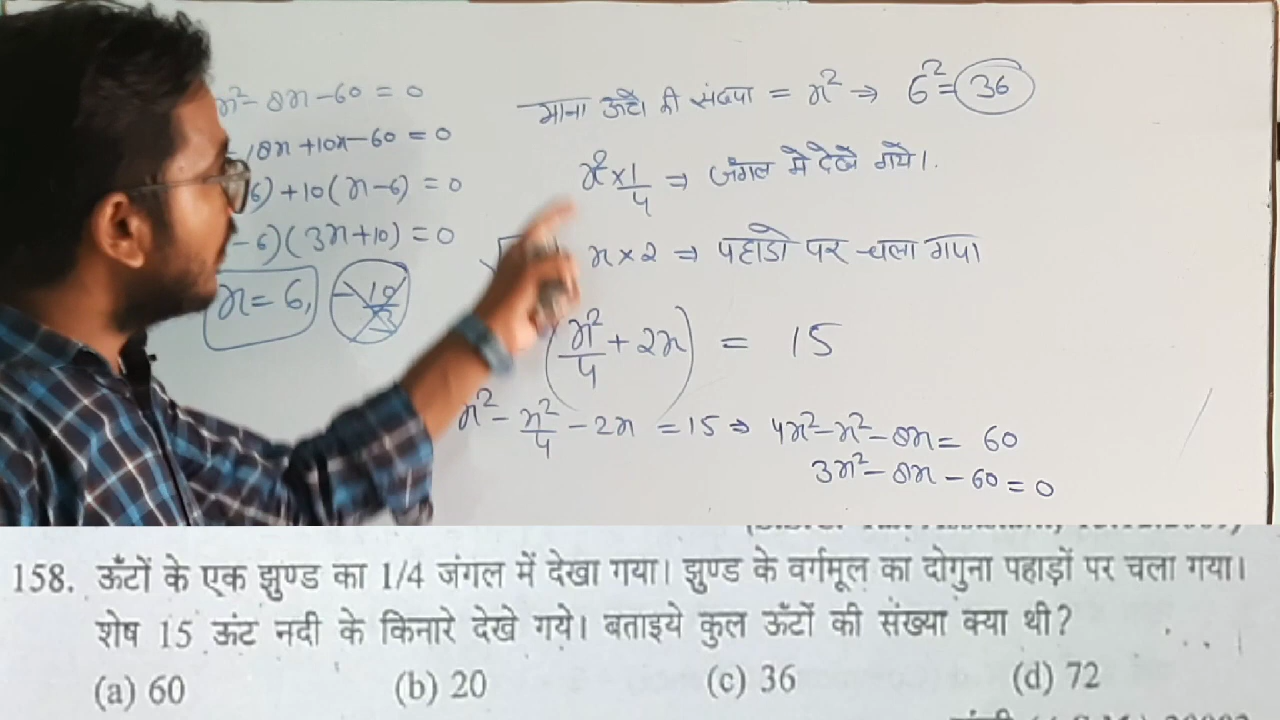 x² - 8x - 60 = 0
- 18x + 10x - 60 = 0
6) + 10(x - 6) = 0
- 6)(3x + 10) = 0
x = 6, -10/3
माना ऊंटो की संख्या = x² ⇒ 6² = 36
x² × 1/4 ⇒ जंगल मे देखे गये।
x × 2 ⇒ पहाडो पर चला गया
(x²/4 + 2x) = 15
x² - x²/4 - 2x = 15 ⇒ 4x² - x² - 8x = 60
3x² - 8x - 60 = 0
158. ऊँटों के एक झुण्ड का 1/4 जंगल में देखा गया। झुण्ड के वर्गमूल का दोगुना पहाड़ों पर चला गया।
शेष 15 ऊंट नदी के किनारे देखे गये। बताइये कुल ऊँटों की संख्या क्या थी?
(a) 60 (b) 20 (c) 36 (d) 72